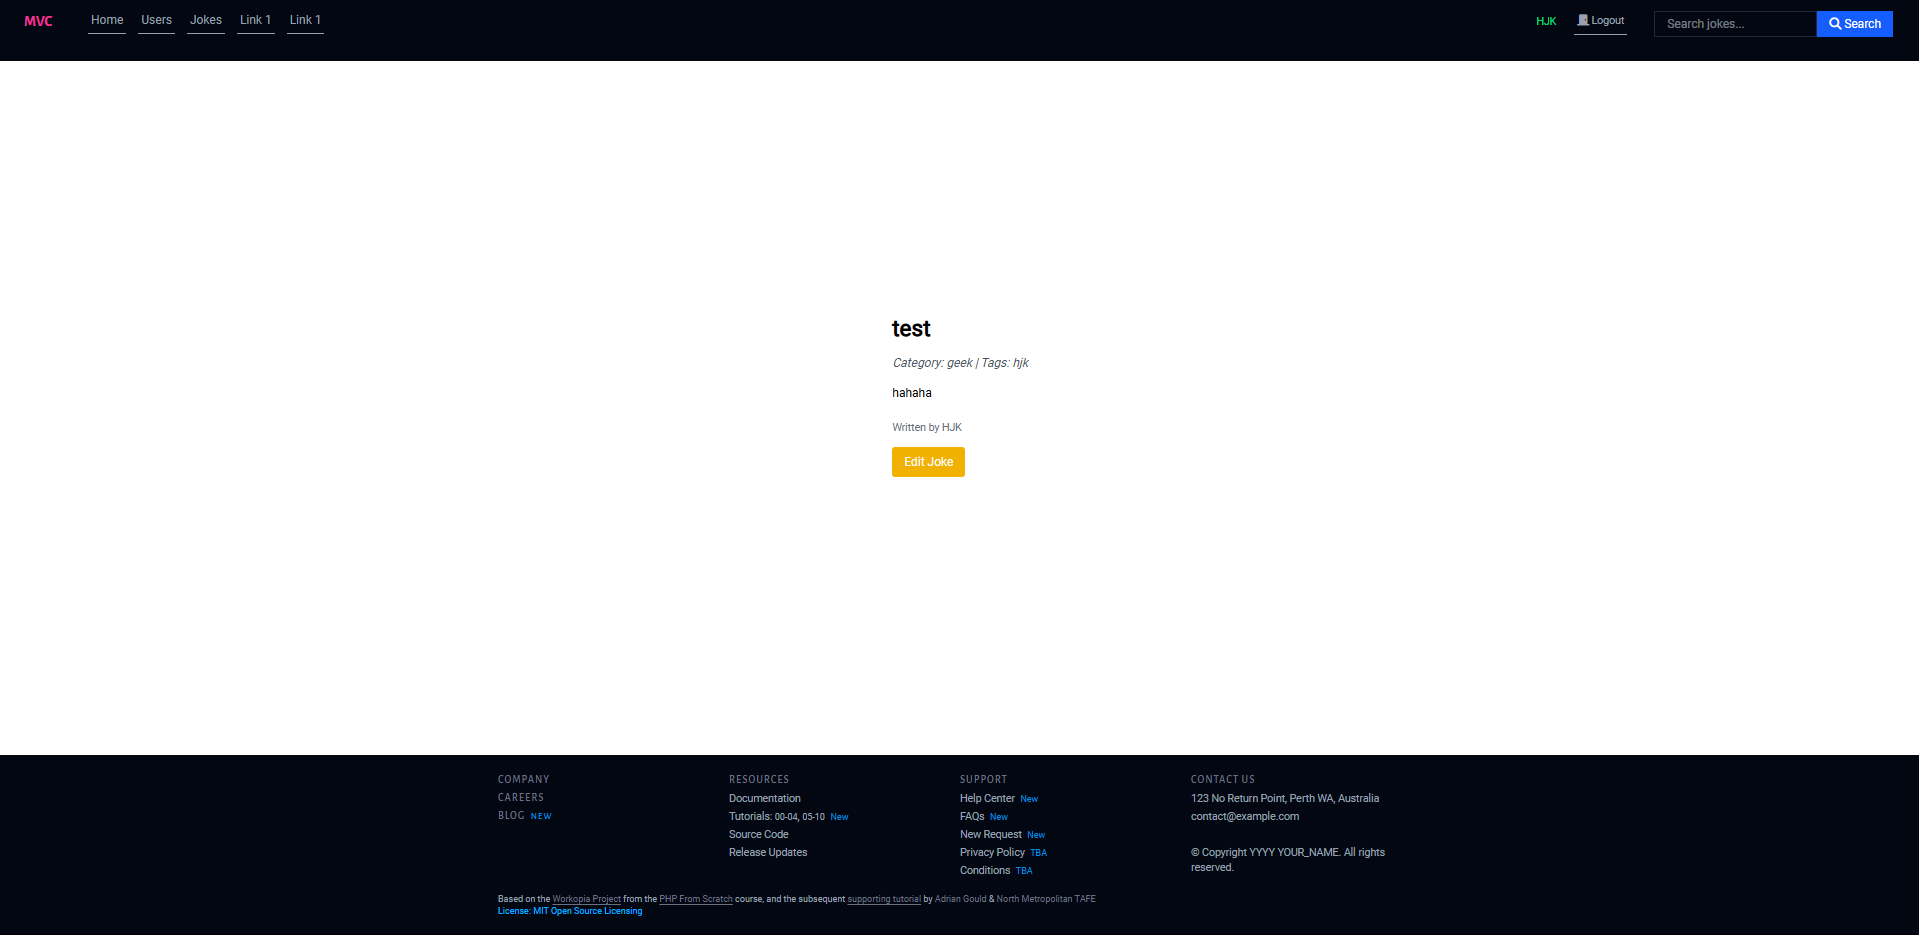 MVC Home Users Jokes Link 1 Link 1 HJK Logout Search jokes... Search
test
Category: geek | Tags: hjk
hahaha
Written by HJK
Edit Joke
COMPANY
CAREERS
BLOG NEW
RESOURCES
Documentation
Tutorials: 00-04, 05-10 New
Source Code
Release Updates
SUPPORT
Help Center New
FAQs New
New Request New
Privacy Policy TBA
Conditions TBA
CONTACT US
123 No Return Point, Perth WA, Australia
contact@example.com
© Copyright YYYY YOUR_NAME. All rights
reserved.
Based on the Workopia Project from the PHP From Scratch course, and the subsequent supporting tutorial by Adrian Gould & North Metropolitan TAFE
License: MIT Open Source Licensing